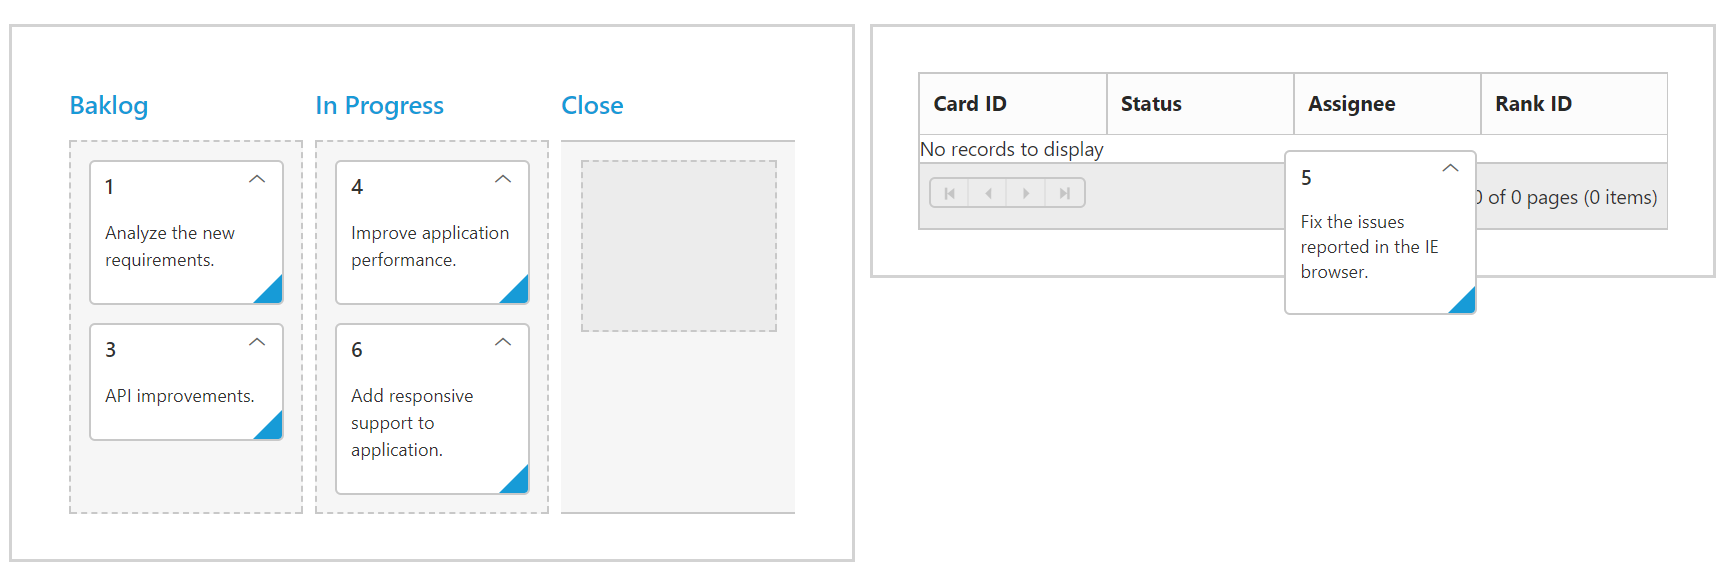 Baklog
In Progress
Close
1
Analyze the new
requirements.
3
API improvements.
4
Improve application
performance.
6
Add responsive
support to
application.
Card ID
Status
Assignee
Rank ID
No records to display
of 0 pages (0 items)
5
Fix the issues
reported in the IE
browser.